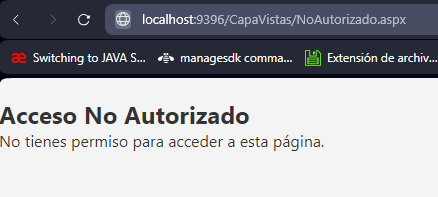 localhost:9396/CapaVistas/NoAutorizado.aspx
Switching to JAVA S... managesdk comma... Extensión de archiv...
Acceso No Autorizado
No tienes permiso para acceder a esta página.